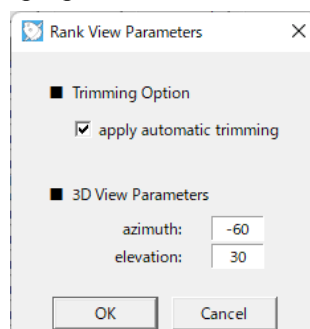 Rank View Parameters
■ Trimming Option
apply automatic trimming
■ 3D View Parameters
azimuth: -60
elevation: 30
OK Cancel